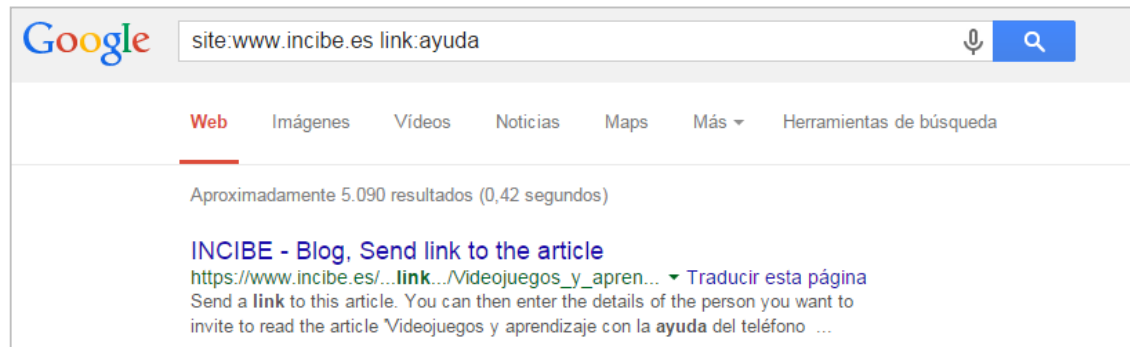 Google site:www.incibe.es link:ayuda
Web Imágenes Vídeos Noticias Maps Más Herramientas de búsqueda
Aproximadamente 5.090 resultados (0,42 segundos)
INCIBE - Blog, Send link to the article
https://www.incibe.es/...link.../Videojuegos_y_apren... Traducir esta página
Send a link to this article. You can then enter the details of the person you want to
invite to read the article 'Videojuegos y aprendizaje con la ayuda del teléfono ...